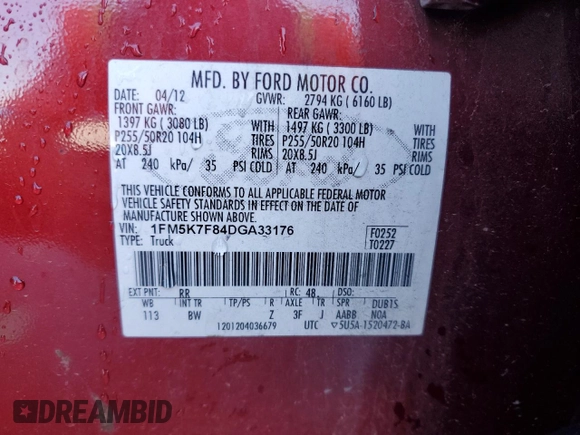 MFD. BY FORD MOTOR CO.
DATE: 04/12 GVWR: 2794 KG ( 6160 LB)
FRONT GAWR: REAR GAWR:
1397 KG ( 3080 LB) WITH 1497 KG ( 3300 LB) WITH
P255/50R20 104H TIRES P255/50R20 104H TIRES
20X8.5J RIMS 20X8.5J RIMS
AT 240 kPa/ 35 PSI COLD AT 240 kPa/ 35 PSI COLD
THIS VEHICLE CONFORMS TO ALL APPLICABLE FEDERAL MOTOR
VEHICLE SAFETY STANDARDS IN EFFECT ON THE DATE OF
MANUFACTURE SHOWN ABOVE.
VIN: 1FM5K7F84DGA33176 F0252
TYPE: Truck T0227
EXT PNT: RR RC: 48 DSO:
WB INT TR TP/PS R AXLE TR SPR DUBIS
113 BW Z 3F J AABB NOA
1201204036679 UTC 5U5A-1520472-BA
DREAMBID